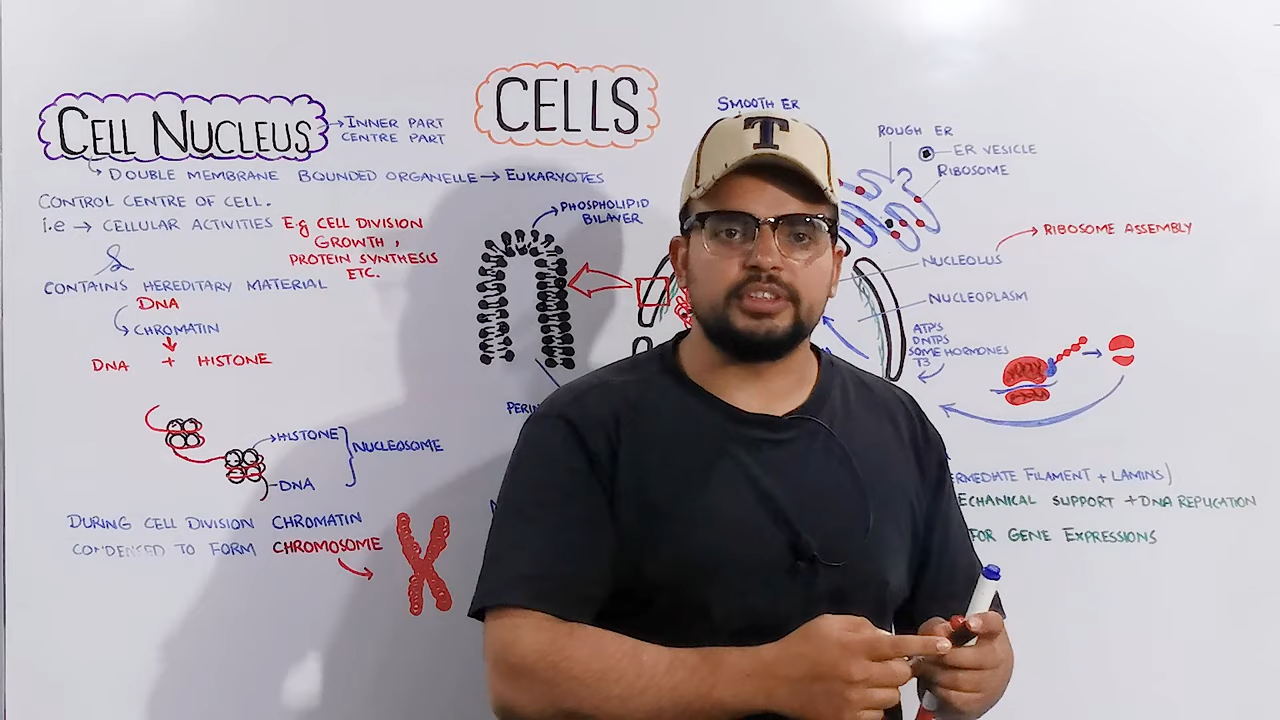 CELLS
CELL NUCLEUS
INNER PART
CENTRE PART
DOUBLE MEMBRANE BOUNDED ORGANELLE → EUKARYOTES
CONTROL CENTRE OF CELL.
i.e → CELLULAR ACTIVITIES E.g CELL DIVISION
GROWTH,
PROTEIN SYNTHESIS
ETC.
&
CONTAINS HEREDITARY MATERIAL
DNA
CHROMATIN
DNA + HISTONE
HISTONE
NUCLEOSOME
DNA
DURING CELL DIVISION CHROMATIN
CONDENSED TO FORM CHROMOSOME
PHOSPHOLIPID
BILAYER
SMOOTH ER
T
ROUGH ER
ER VESICLE
RIBOSOME
RIBOSOME ASSEMBLY
NUCLEOLUS
NUCLEOPLASM
ATPS
DNTPS
SOME HORMONES
T3
FILAMENT + LAMINS)
SUPPORT + DNA REPLICATION
FOR GENE EXPRESSIONS